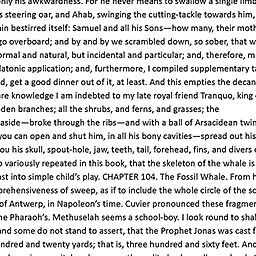 nly his awkwardness. For he never means to swallow a single limb
s steering oar, and Ahab, swinging the cutting-tackle towards him,
in bestirred itself: Samuel and all his Sons—how many, their moth
go overboard; and by and by we scrambled down, so sober, that w
ormal and natural, but incidental and particular; and, therefore, m
latonic application; and, furthermore, I compiled supplementary t
d, get a good dinner out of it, at least. And this empties the decan
re knowledge I am indebted to my late royal friend Tranquo, king
den branches; all the shrubs, and ferns, and grasses; the
aside—broke through the ribs—and with a ball of Arsacidean twin
you can open and shut him, in all his bony cavities—spread out his
ou his skull, spout-hole, jaw, teeth, tail, forehead, fins, and divers
o variously repeated in this book, that the skeleton of the whale is
ast into simple child's play. CHAPTER 104. The Fossil Whale. From h
prehensiveness of sweep, as if to include the whole circle of the sc
of Antwerp, in Napoleon's time. Cuvier pronounced these fragmen
he Pharaoh's. Methuselah seems a school-boy. I look round to sha
and some do not stand to assert, that the Prophet Jonas was cast f
ndred and twenty yards; that is, three hundred and sixty feet. And